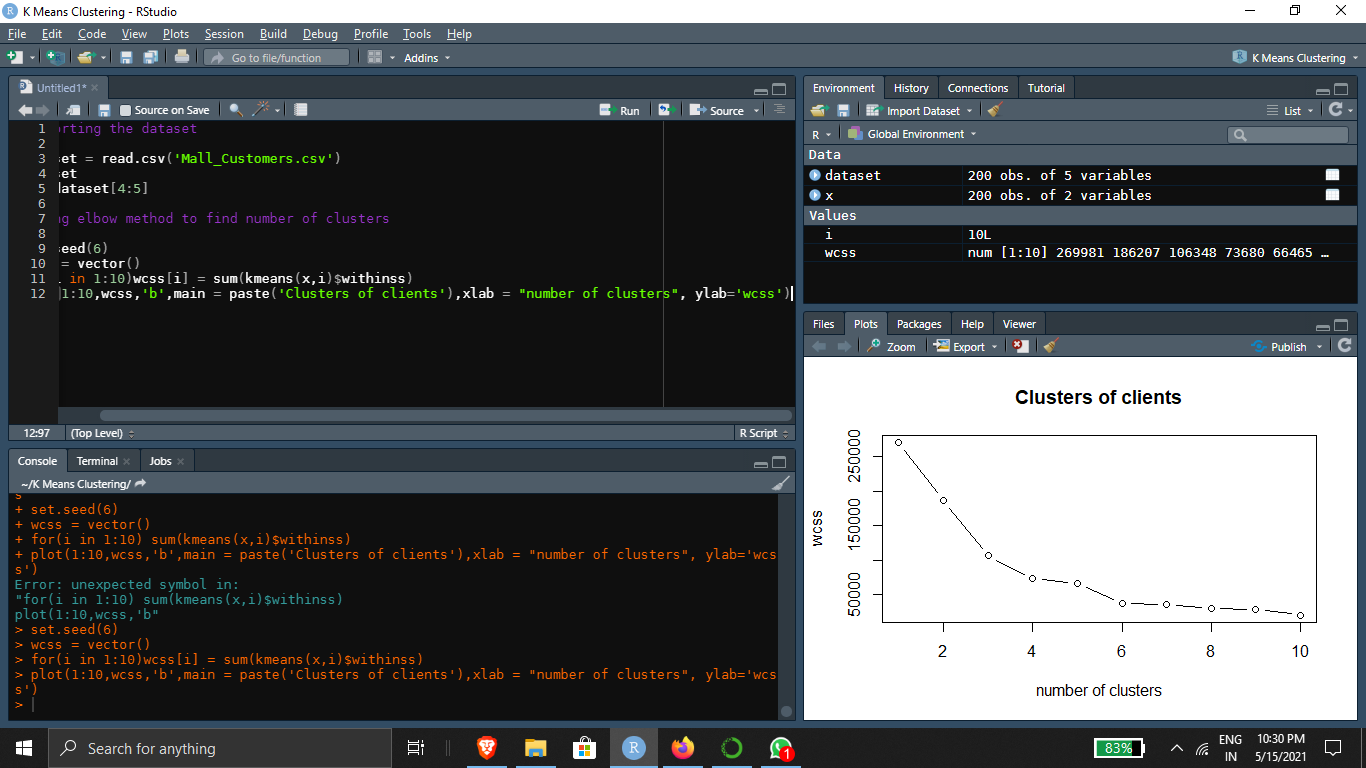 K Means Clustering - RStudio
File Edit Code View Plots Session Build Debug Profile Tools Help
Go to file/function Addins K Means Clustering
Untitled1*
Source on Save Run Source
1 rting the dataset
2
3 set = read.csv('Mall_Customers.csv')
4 set
5 dataset[4:5]
6
7 ng elbow method to find number of clusters
8
9 seed(6)
10 = vector()
11 i in 1:10)wcss[i] = sum(kmeans(x,i)$withinss)
12 1:10,wcss,'b',main = paste('Clusters of clients'),xlab = "number of clusters", ylab='wcss')
12:97 (Top Level) R Script
Console Terminal Jobs
~/K Means Clustering/
s
+ set.seed(6)
+ wcss = vector()
+ for(i in 1:10) sum(kmeans(x,i)$withinss)
+ plot(1:10,wcss,'b',main = paste('Clusters of clients'),xlab = "number of clusters", ylab='wcs
s')
Error: unexpected symbol in:
"for(i in 1:10) sum(kmeans(x,i)$withinss)
plot(1:10,wcss,'b"
> set.seed(6)
> wcss = vector()
> for(i in 1:10)wcss[i] = sum(kmeans(x,i)$withinss)
> plot(1:10,wcss,'b',main = paste('Clusters of clients'),xlab = "number of clusters", ylab='wcs
s')
>
Environment History Connections Tutorial
Import Dataset List
R Global Environment
Data
dataset 200 obs. of 5 variables
x 200 obs. of 2 variables
Values
i 10L
wcss num [1:10] 269981 186207 106348 73680 66465 …
Files Plots Packages Help Viewer
Zoom Export Publish
Clusters of clients
wcss
250000
150000
50000
2 4 6 8 10
number of clusters
Search for anything
R
1
83%
ENG
IN
10:30 PM
5/15/2021